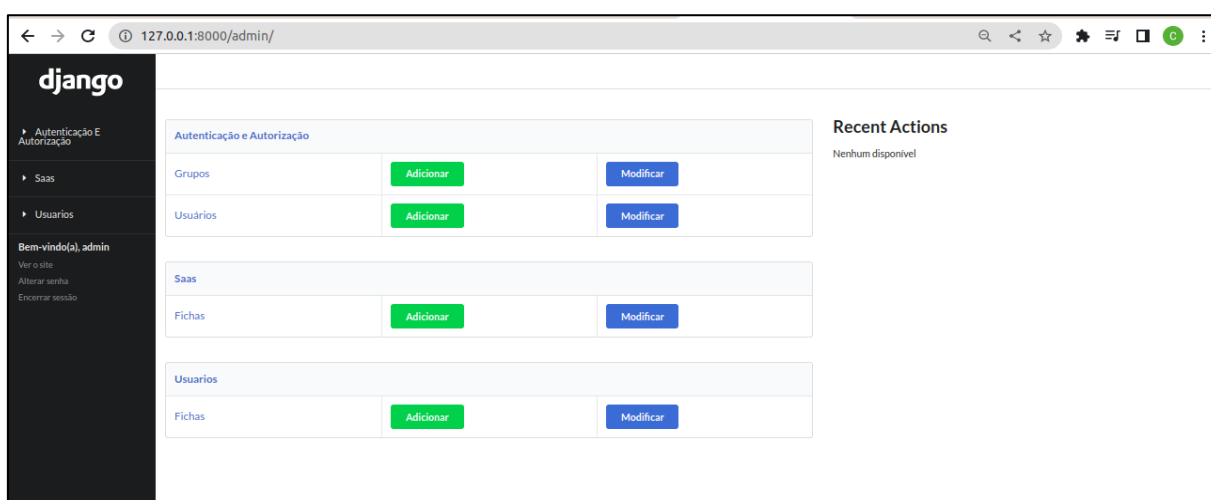 127.0.0.1:8000/admin/
C
django
Autenticação E
Autorização
Saas
Usuarios
Bem-vindo(a), admin
Ver o site
Alterar senha
Encerrar sessão
Autenticação e Autorização
Grupos Adicionar Modificar
Usuários Adicionar Modificar
Saas
Fichas Adicionar Modificar
Usuarios
Fichas Adicionar Modificar
Recent Actions
Nenhum disponível